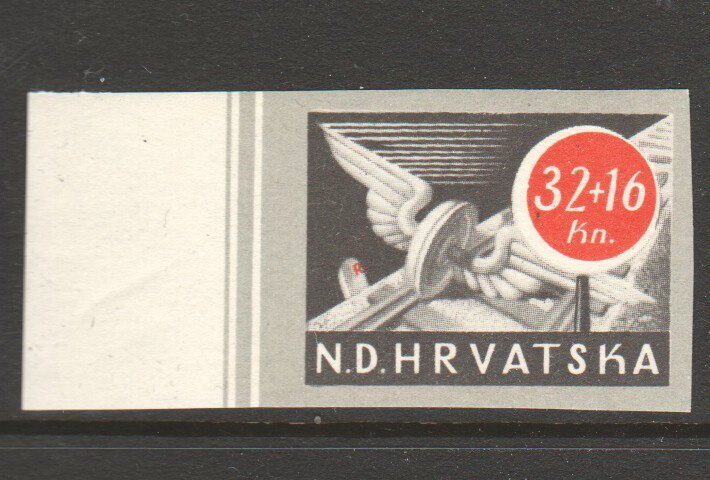 32+16
Kn.
R
N.D.HRVATSKA